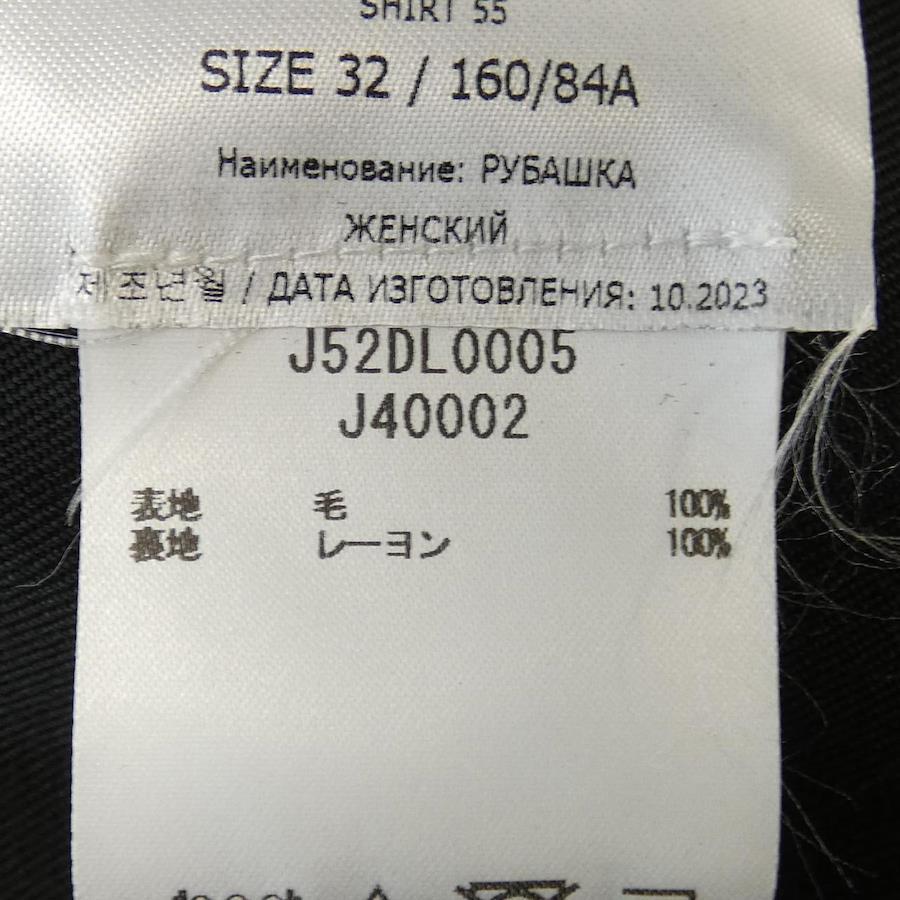 SHIRT 55
SIZE 32 / 160/84A
Наименование: РУБАШКА
ЖЕНСКИЙ
제조년월 / ДАТА ИЗГОТОВЛЕНИЯ: 10.2023
J52DL0005
J40002
表地 毛 100%
裏地 レーヨン 100%